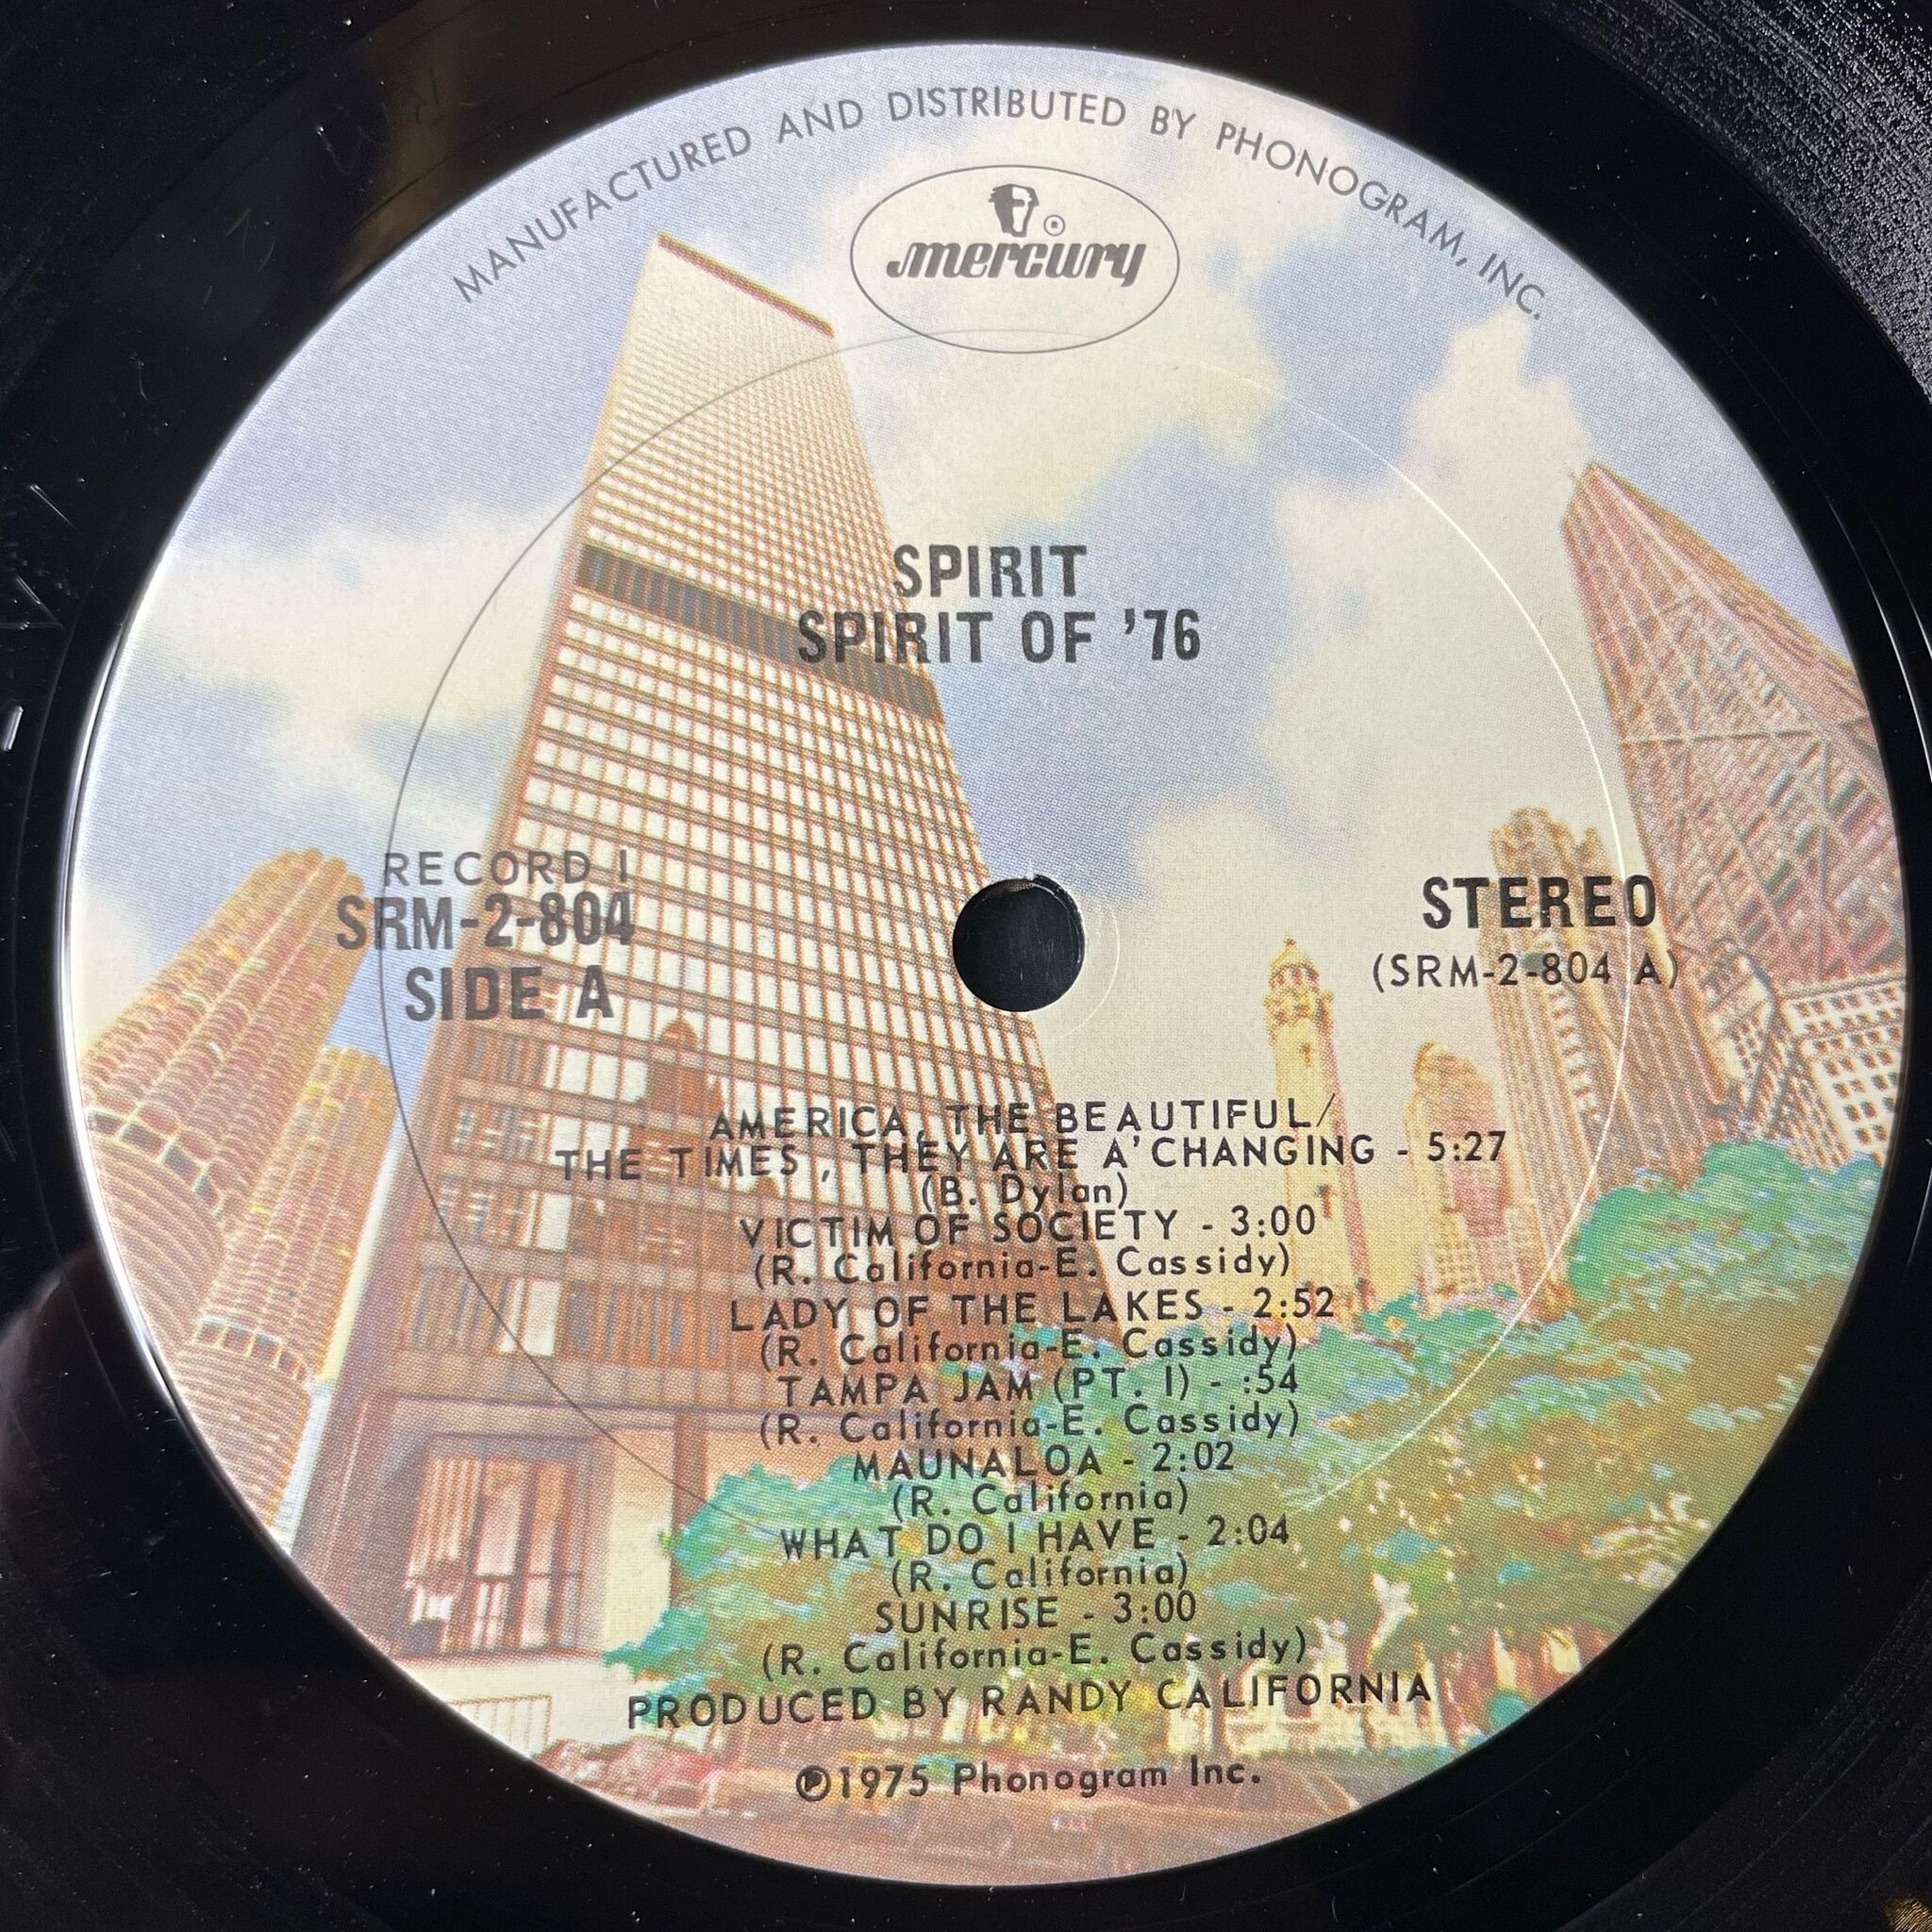 MANUFACTURED AND DISTRIBUTED BY PHONOGRAM, INC.
mercury ®
SPIRIT
SPIRIT OF '76
RECORD 1
SRM-2-804
SIDE A
STEREO
(SRM-2-804 A)
AMERICA, THE BEAUTIFUL/
THE TIMES, THEY ARE A'CHANGING - 5:27
(B. Dylan)
VICTIM OF SOCIETY - 3:00
(R. California-E. Cassidy)
LADY OF THE LAKES - 2:52
(R. California-E. Cassidy)
TAMPA JAM (PT. 1) - :54
(R. California-E. Cassidy)
MAUNALOA - 2:02
(R. California)
WHAT DO I HAVE - 2:04
(R. California)
SUNRISE - 3:00
(R. California-E. Cassidy)
PRODUCED BY RANDY CALIFORNIA
℗1975 Phonogram Inc.